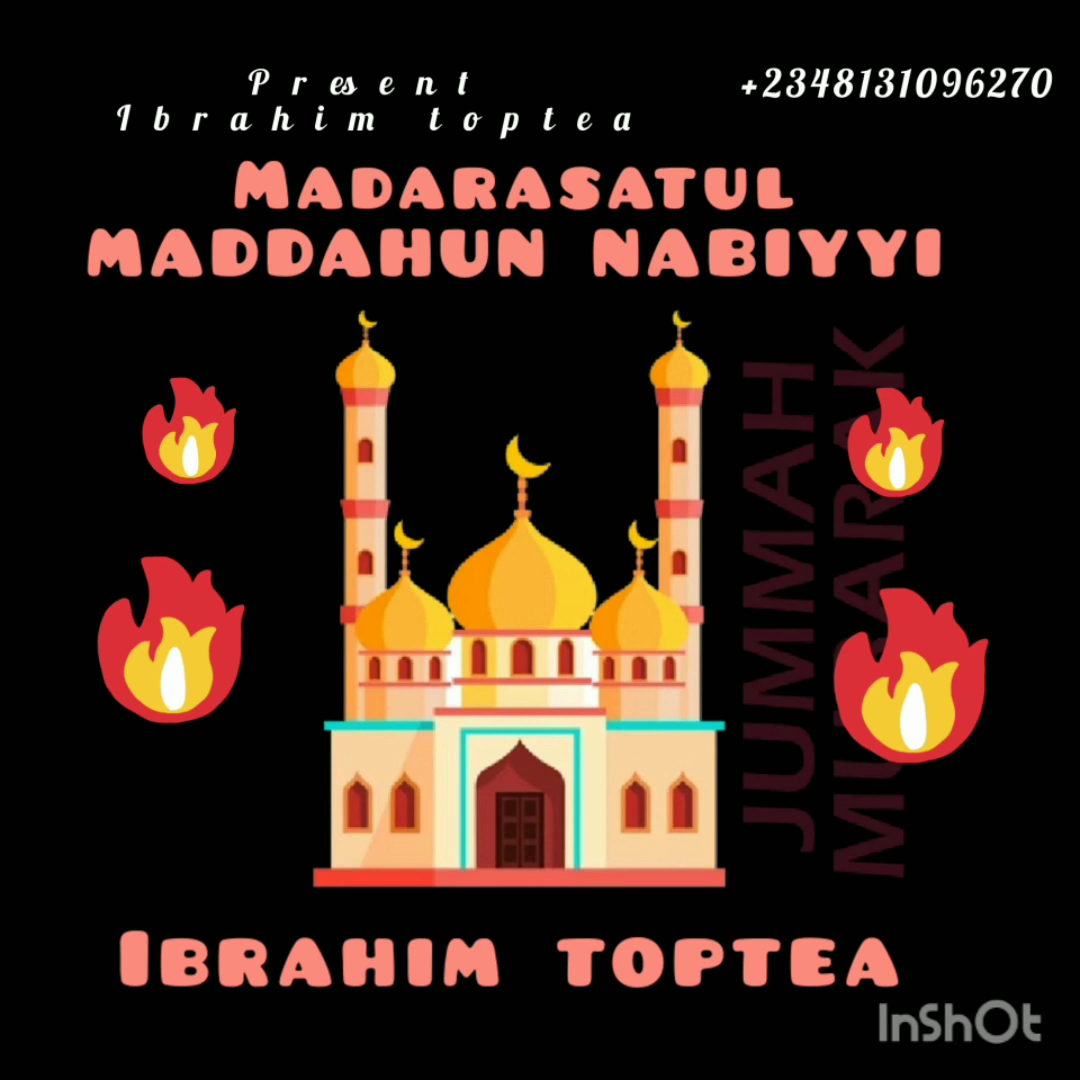 Present
Ibrahim toptea
+2348131096270
MADARASATUL
MADDAHUN NABIYYI
JUMMAH
MUBARAK
IBRAHIM TOPTEA
InShOt